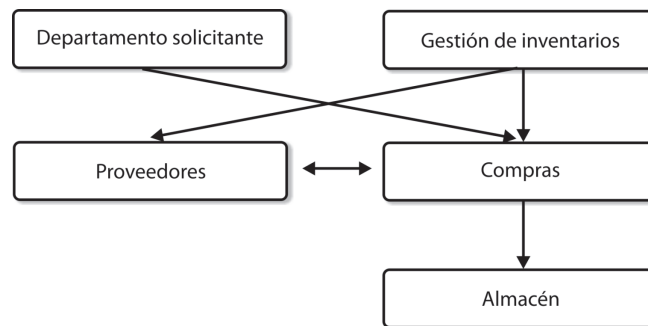 Departamento solicitante
Gestión de inventarios
Proveedores
Compras
Almacén